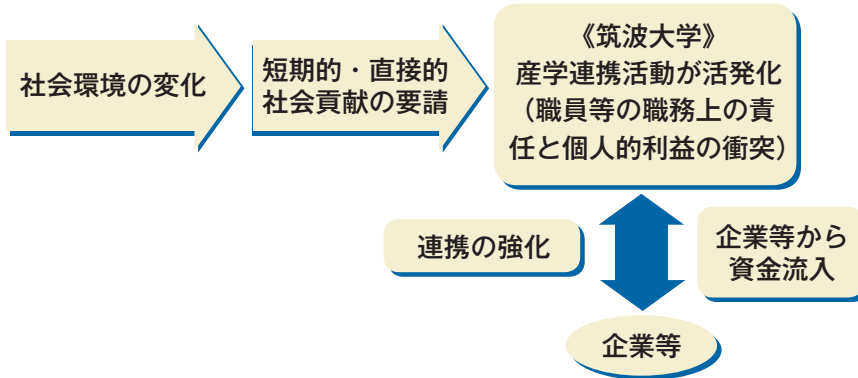 社会環境の変化
短期的・直接的
社会貢献の要請
《筑波大学》
産学連携活動が活発化
（職員等の職務上の責
任と個人的利益の衝突）
連携の強化
企業等から
資金流入
企業等